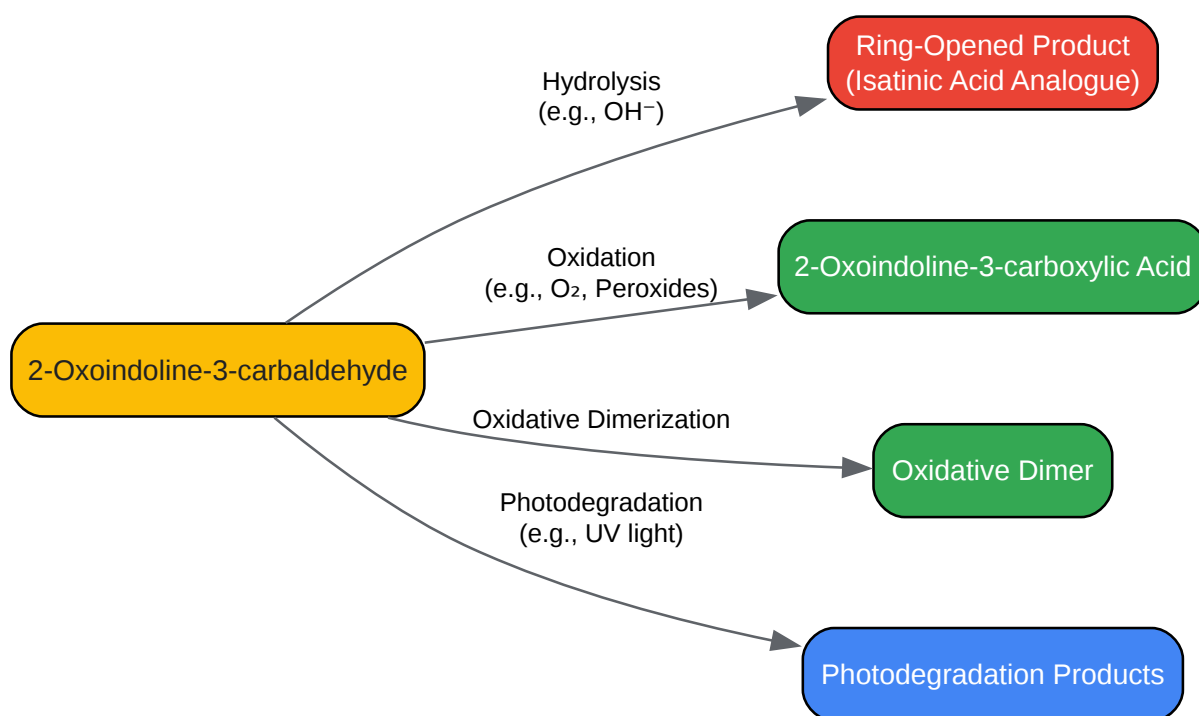 Ring-Opened Product
(Isatinic Acid Analogue)
Hydrolysis
(e.g., OH⁻)
2-Oxoindoline-3-carboxylic Acid
Oxidation
(e.g., O₂, Peroxides)
2-Oxoindoline-3-carbaldehyde
Oxidative Dimerization
Oxidative Dimer
Photodegradation
(e.g., UV light)
Photodegradation Products